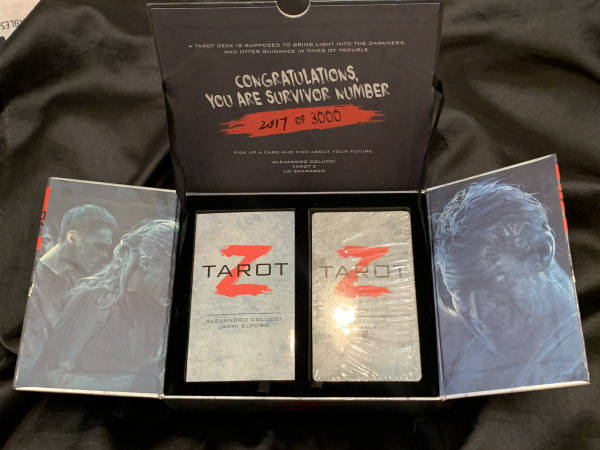 A TAROT DECK IS SUPPOSED TO BRING LIGHT INTO THE DARKNESS,
AND OFFER GUIDANCE IN TIMES OF TROUBLE.
CONGRATULATIONS,
YOU ARE SURVIVOR NUMBER
2017 OF 3000
PICK UP A CARD AND FIND ABOUT YOUR FUTURE.
ALEJANDRO COLUCCI
TAROT Z
LO SCARABEO
Z
TAROT
ALEJANDRO COLUCCI
JAYMI ELFORD
Z
TAROT